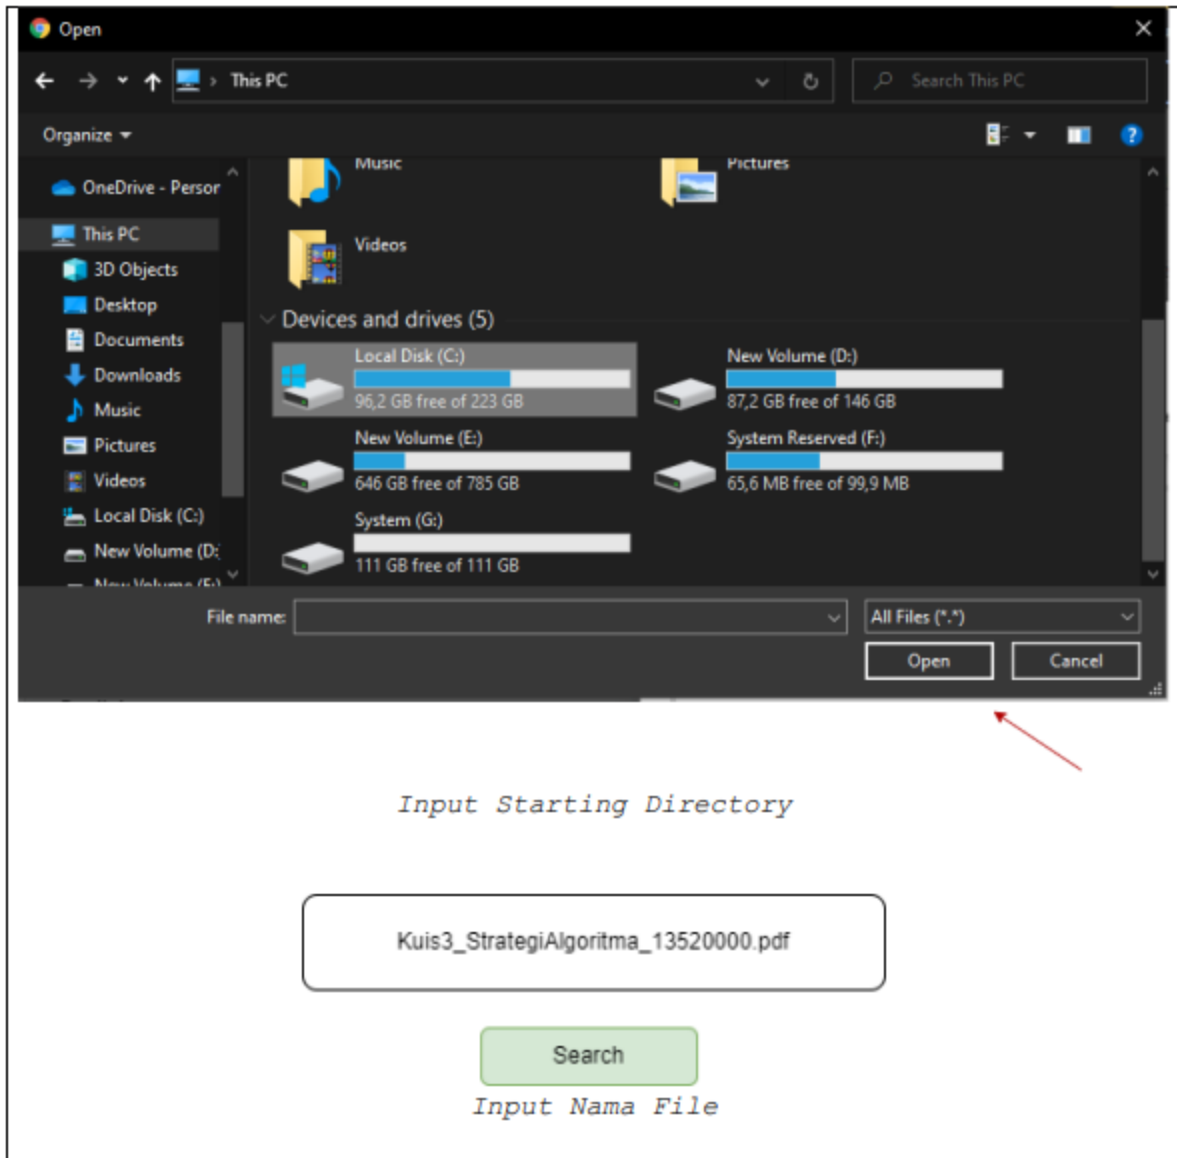 Open
This PC
Search This PC
Organize
OneDrive - Person
This PC
3D Objects
Desktop
Documents
Downloads
Music
Pictures
Videos
Local Disk (C:)
New Volume (D:
New Volume (E:)
Music
Pictures
Videos
Devices and drives (5)
Local Disk (C:)
96,2 GB free of 223 GB
New Volume (D:)
87,2 GB free of 146 GB
New Volume (E:)
646 GB free of 785 GB
System Reserved (F:)
65,6 MB free of 99,9 MB
System (G:)
111 GB free of 111 GB
File name:
All Files (*.*)
Open
Cancel
Input Starting Directory
Kuis3_StrategiAlgoritma_13520000.pdf
Search
Input Nama File